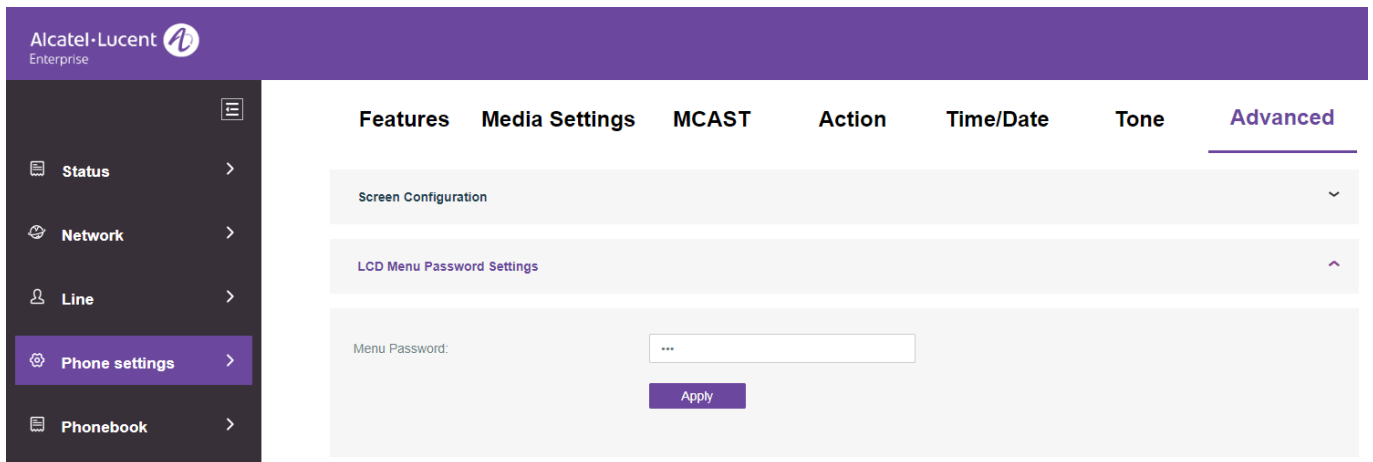 Alcatel·Lucent
Enterprise
Features Media Settings MCAST Action Time/Date Tone Advanced
Status
Screen Configuration
Network
LCD Menu Password Settings
Line
Menu Password: •••
Phone settings
Apply
Phonebook